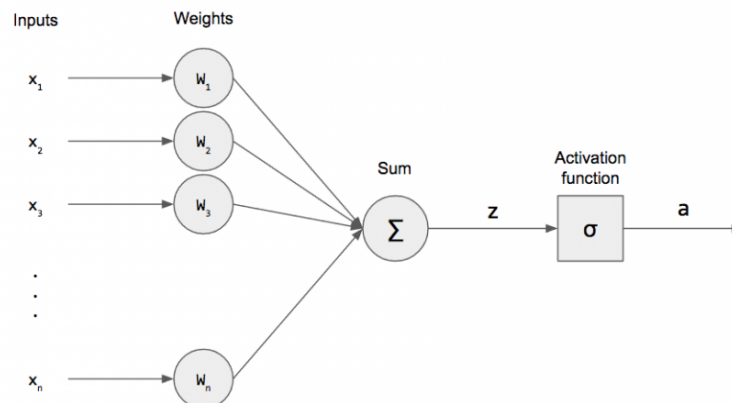 Inputs
Weights
x₁
W₁
x₂
W₂
Sum
Activation
function
x₃
W₃
Σ
z
σ
a
.
.
.
xₙ
Wₙ